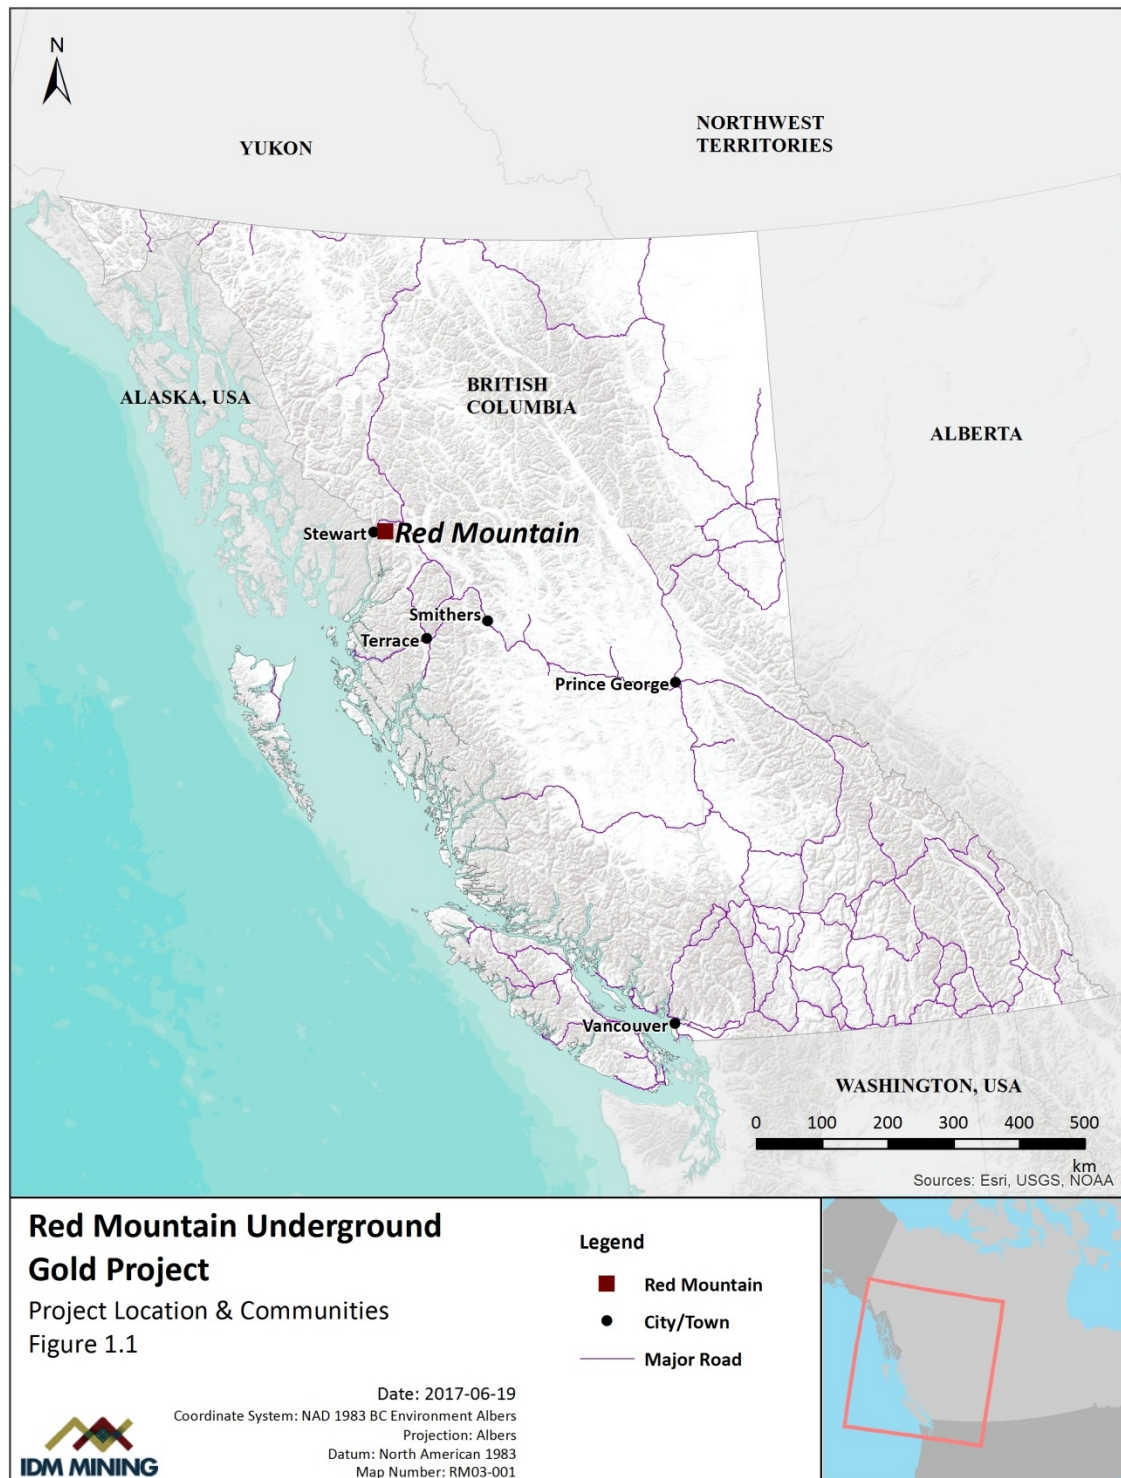 N
YUKON
NORTHWEST
TERRITORIES
ALASKA, USA
BRITISH
COLUMBIA
ALBERTA
Stewart
Red Mountain
Smithers
Terrace
Prince George
Vancouver
WASHINGTON, USA
0 100 200 300 400 500
km
Sources: Esri, USGS, NOAA
Red Mountain Underground
Gold Project
Project Location & Communities
Figure 1.1
Legend
Red Mountain
City/Town
Major Road
Date: 2017-06-19
Coordinate System: NAD 1983 BC Environment Albers
Projection: Albers
Datum: North American 1983
Map Number: RM03-001
IDM MINING